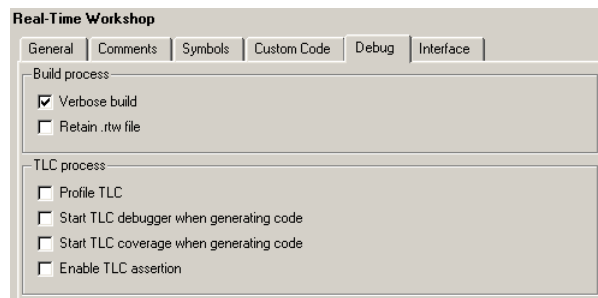 Real-Time Workshop
General Comments Symbols Custom Code Debug Interface
Build process
Verbose build
Retain .rtw file
TLC process
Profile TLC
Start TLC debugger when generating code
Start TLC coverage when generating code
Enable TLC assertion